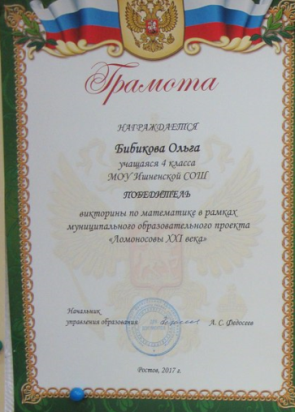 Грамота
НАГРАЖДАЕТСЯ
Бибикова Ольга
учащаяся 4 класса
МОУ Ишненской СОШ
ПОБЕДИТЕЛЬ
викторины по математике в рамках
муниципального образовательного проекта
«Ломоносовы XXI века»
Начальник
управления образования
А. С. Федосеев
Ростов, 2017 г.